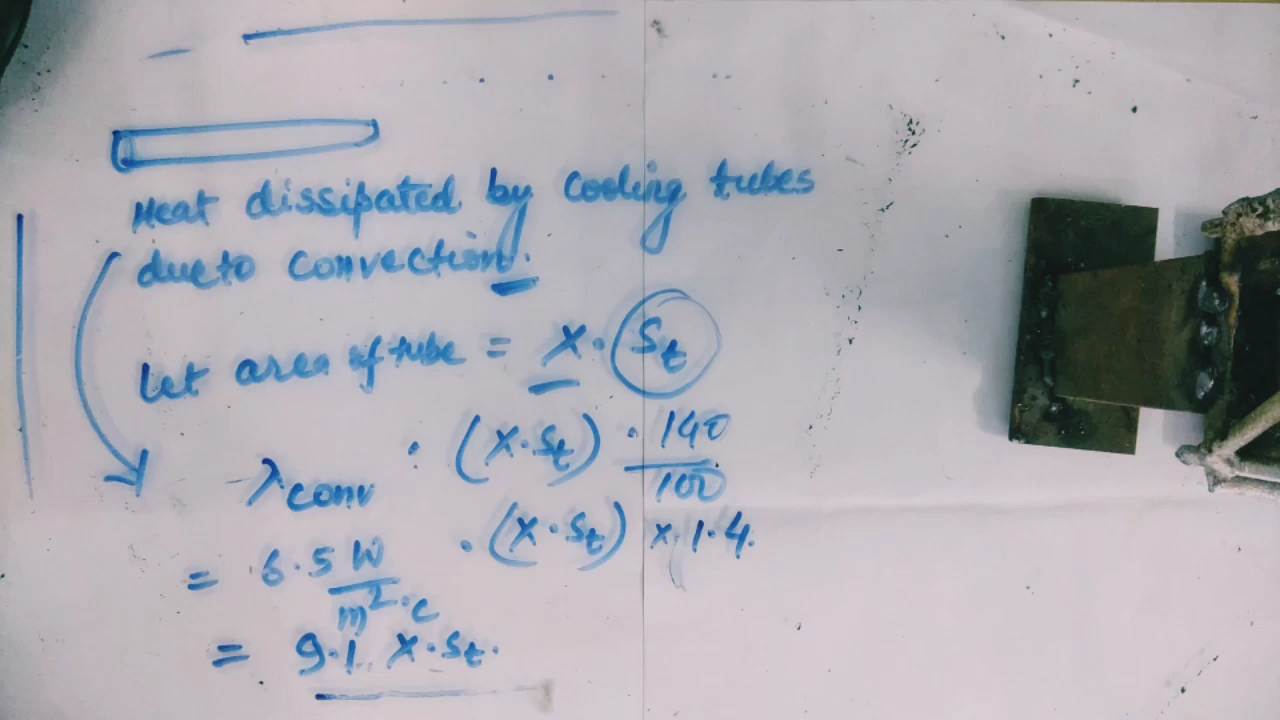 Heat dissipated by Cooling tubes
due to convection.
Let area of tube = X · St
λconv · (X · St) · 140/100
= 6.5 W/m²·c · (X · St) x 1.4.
= 9.1 X · St.